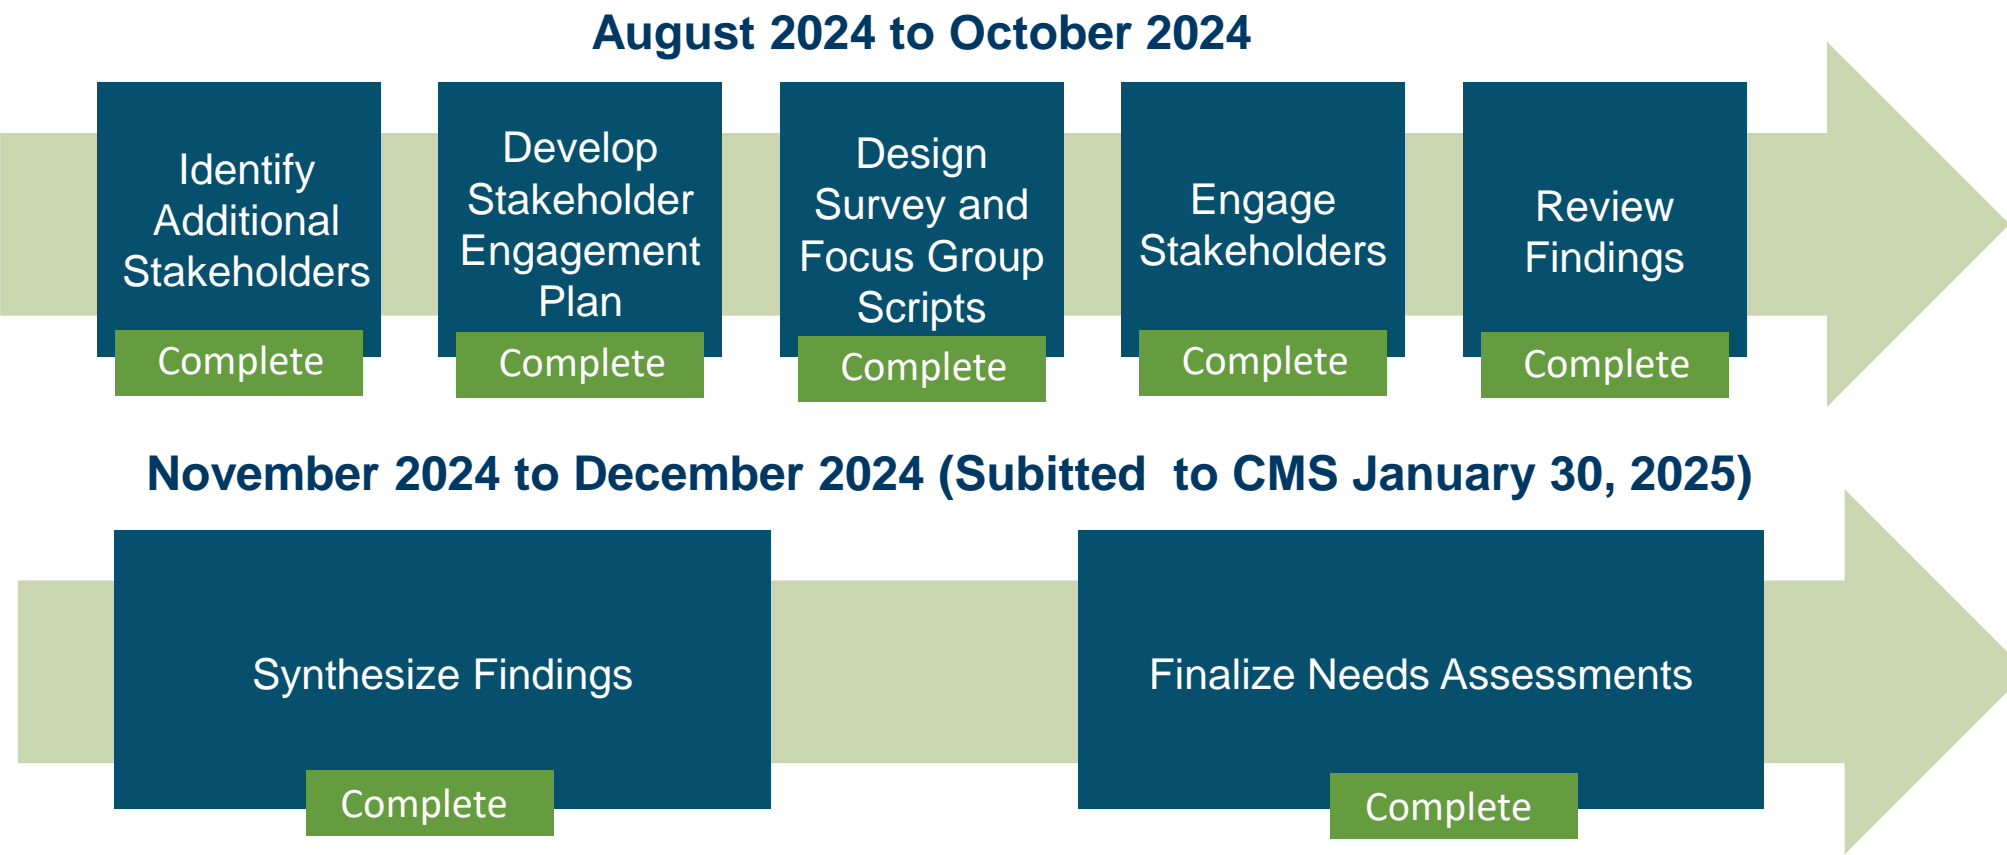 August 2024 to October 2024
Identify
Additional
Stakeholders
Complete
Develop
Stakeholder
Engagement
Plan
Complete
Design
Survey and
Focus Group
Scripts
Complete
Engage
Stakeholders
Complete
Review
Findings
Complete
November 2024 to December 2024 (Subitted  to CMS January 30, 2025)
Synthesize Findings
Complete
Finalize Needs Assessments
Complete